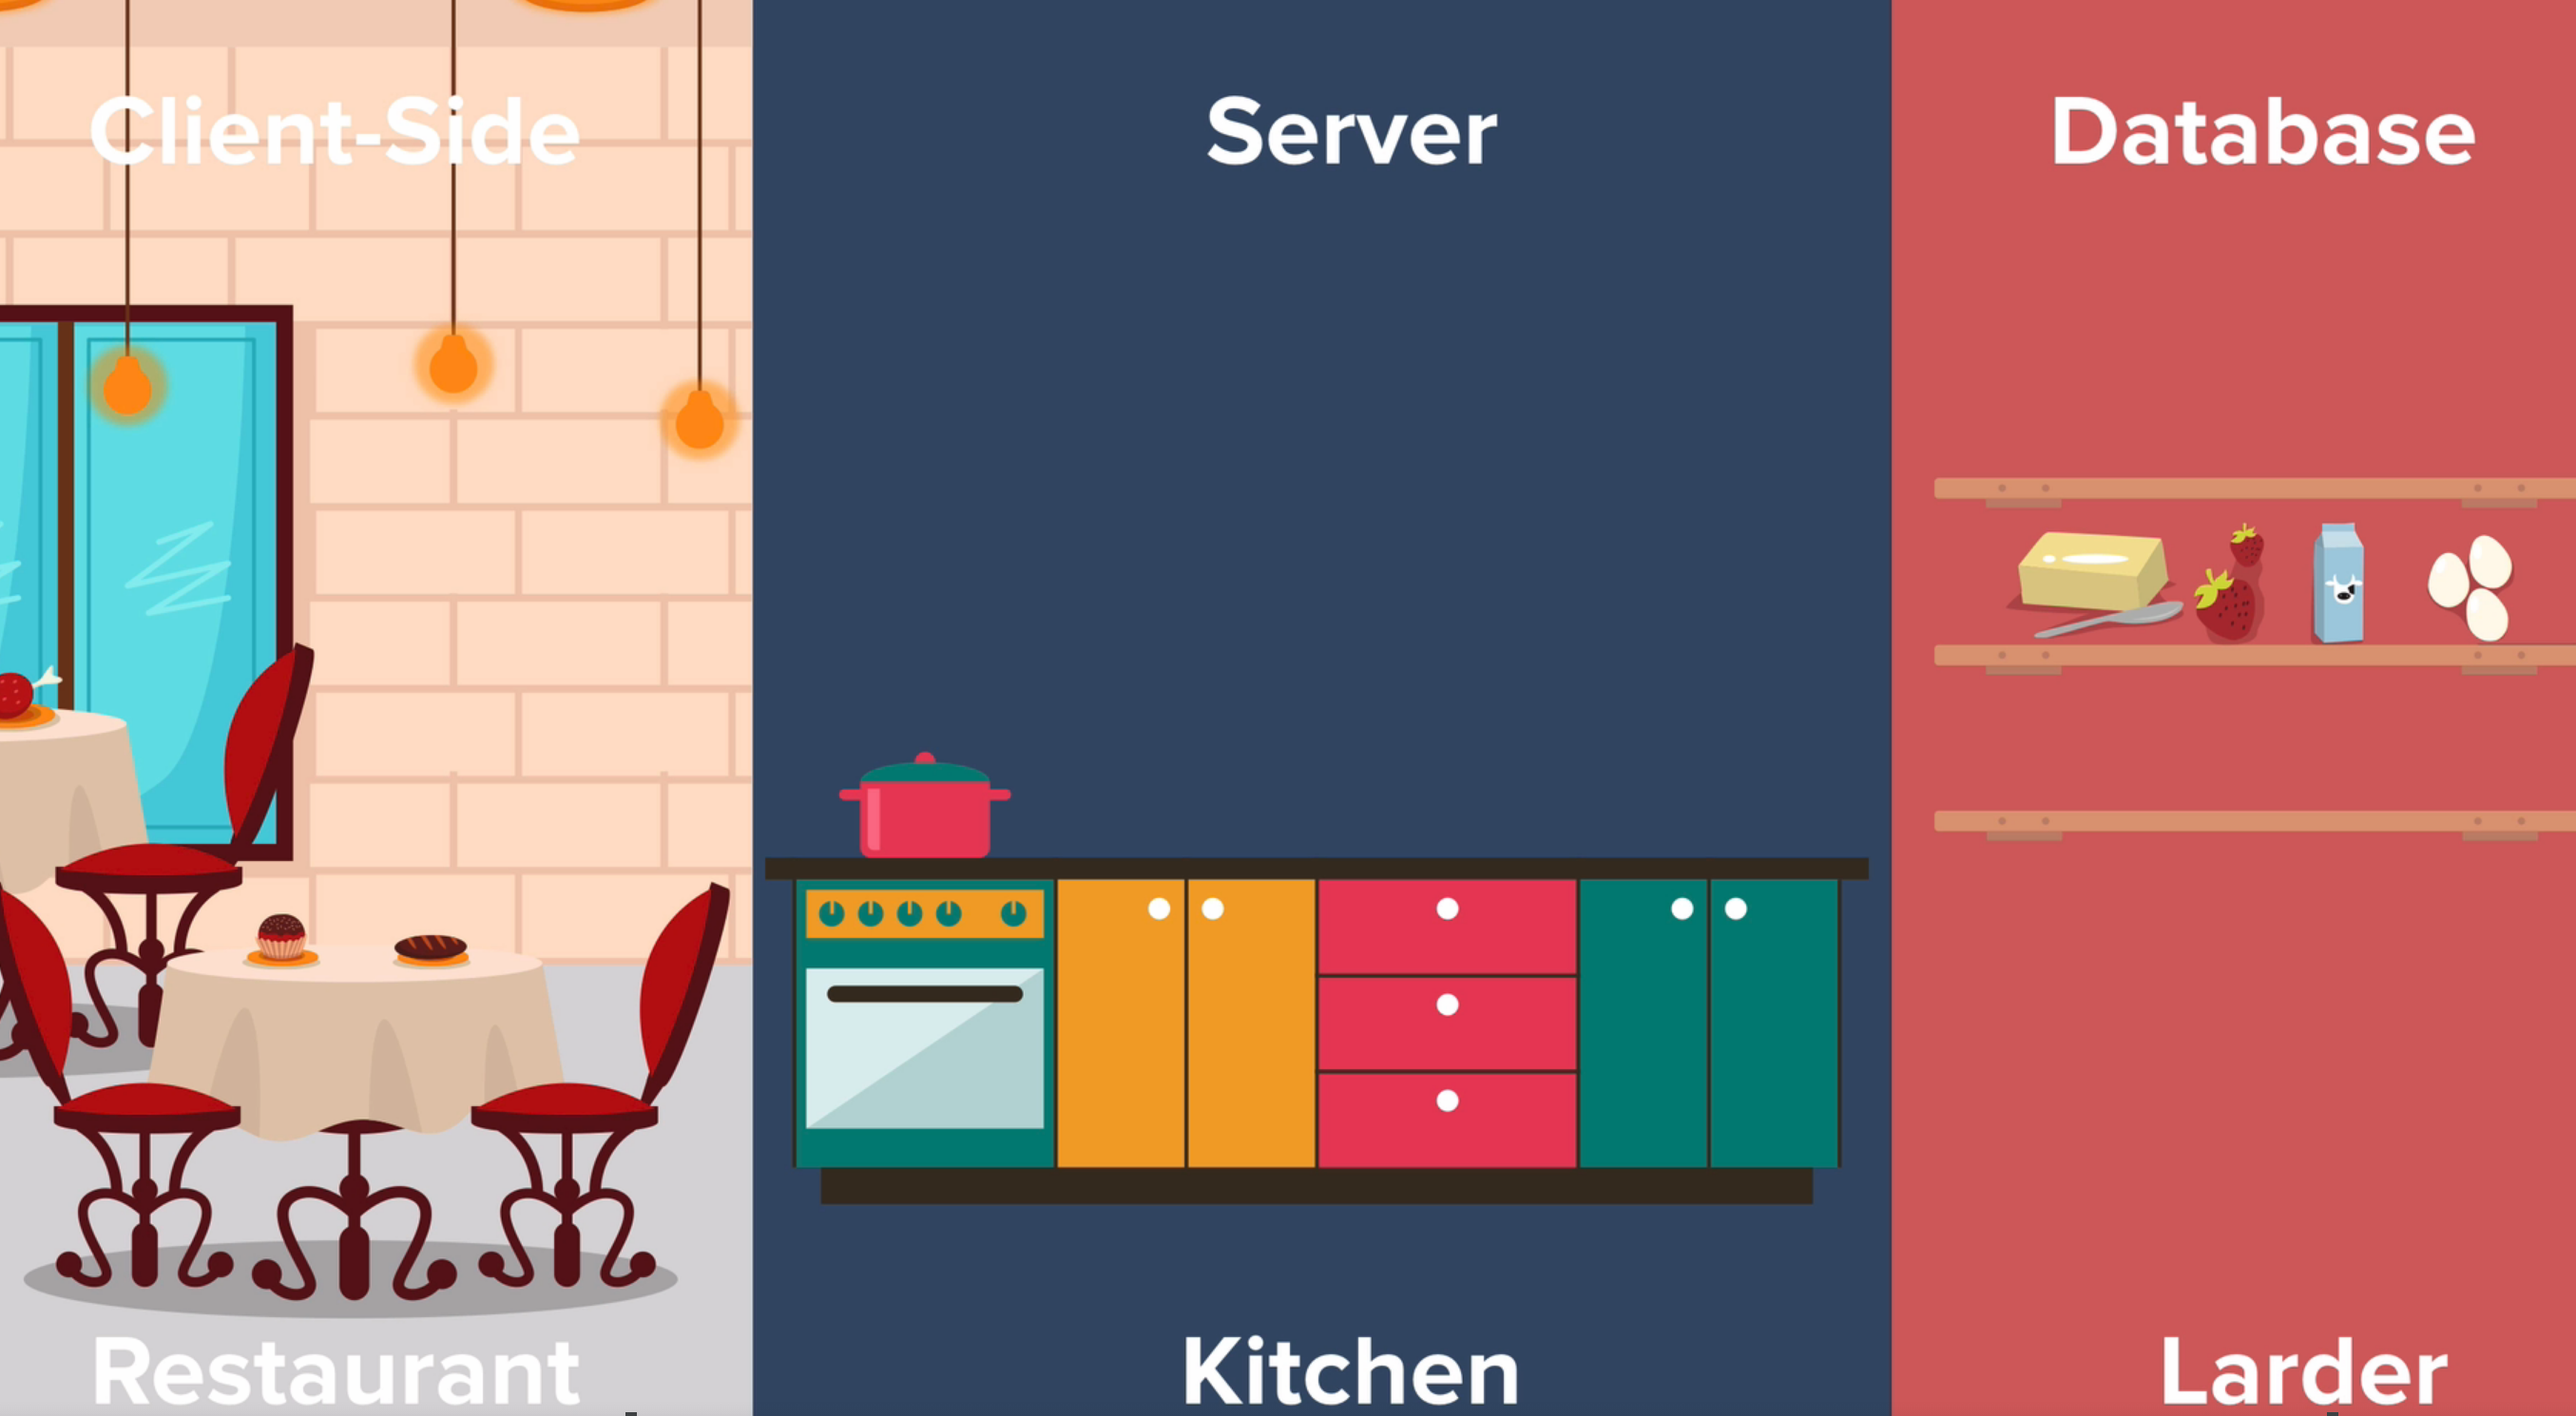 Client-Side
Server
Database
Restaurant
Kitchen
Larder